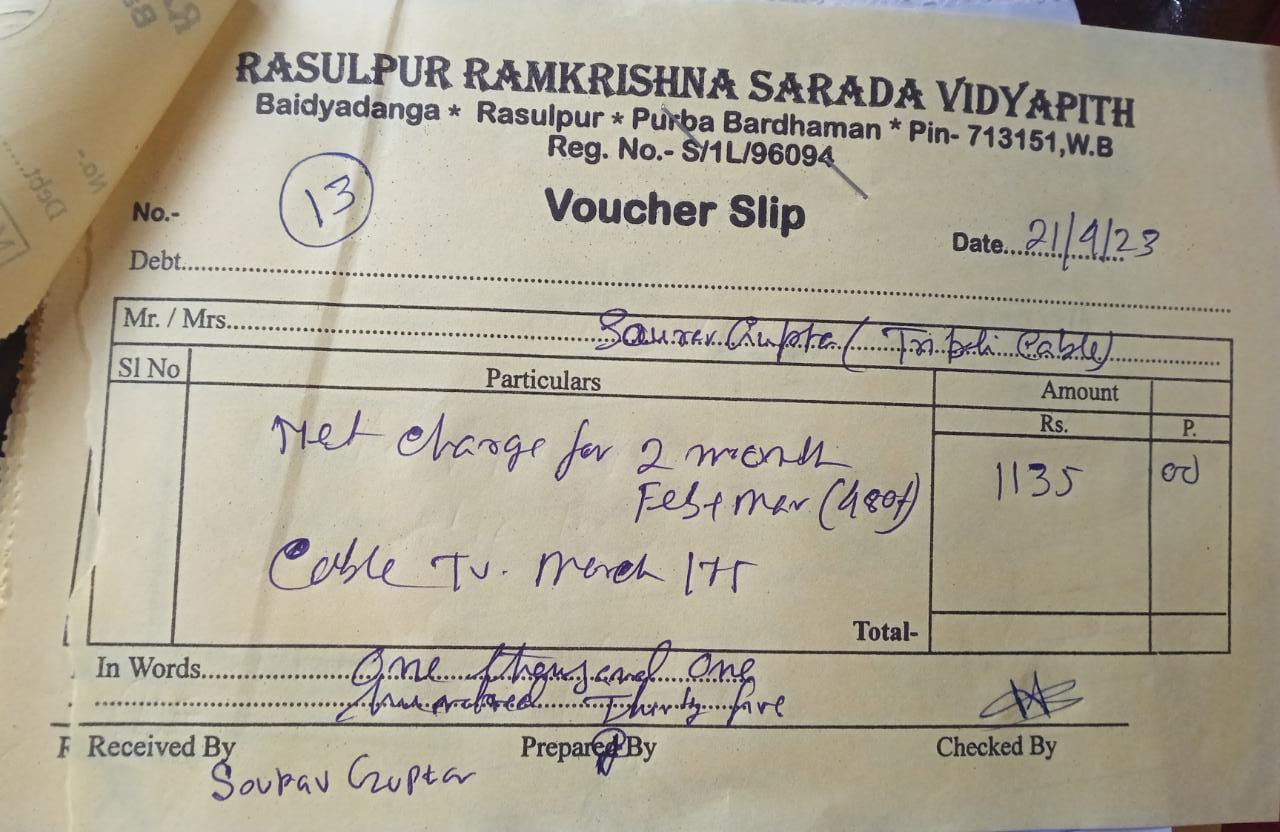 RASULPUR RAMKRISHNA SARADA VIDYAPITH
Baidyadanga * Rasulpur * Purba Bardhaman * Pin- 713151,W.B
Reg. No.- S/1L/96094
Voucher Slip
No.- 13
Date...21/4/23
Debt
Mr. / Mrs. Sourav Gupta (Tripoli Cable)
Sl No Particulars Amount
Rs. P.
Net charge for 2 month 1135 00
Feb + Mar (480/)
Cable TV. March 175
Total-
In Words One thousand one
hundred Thirty five
Received By Prepared By Checked By
Sourav Gupta